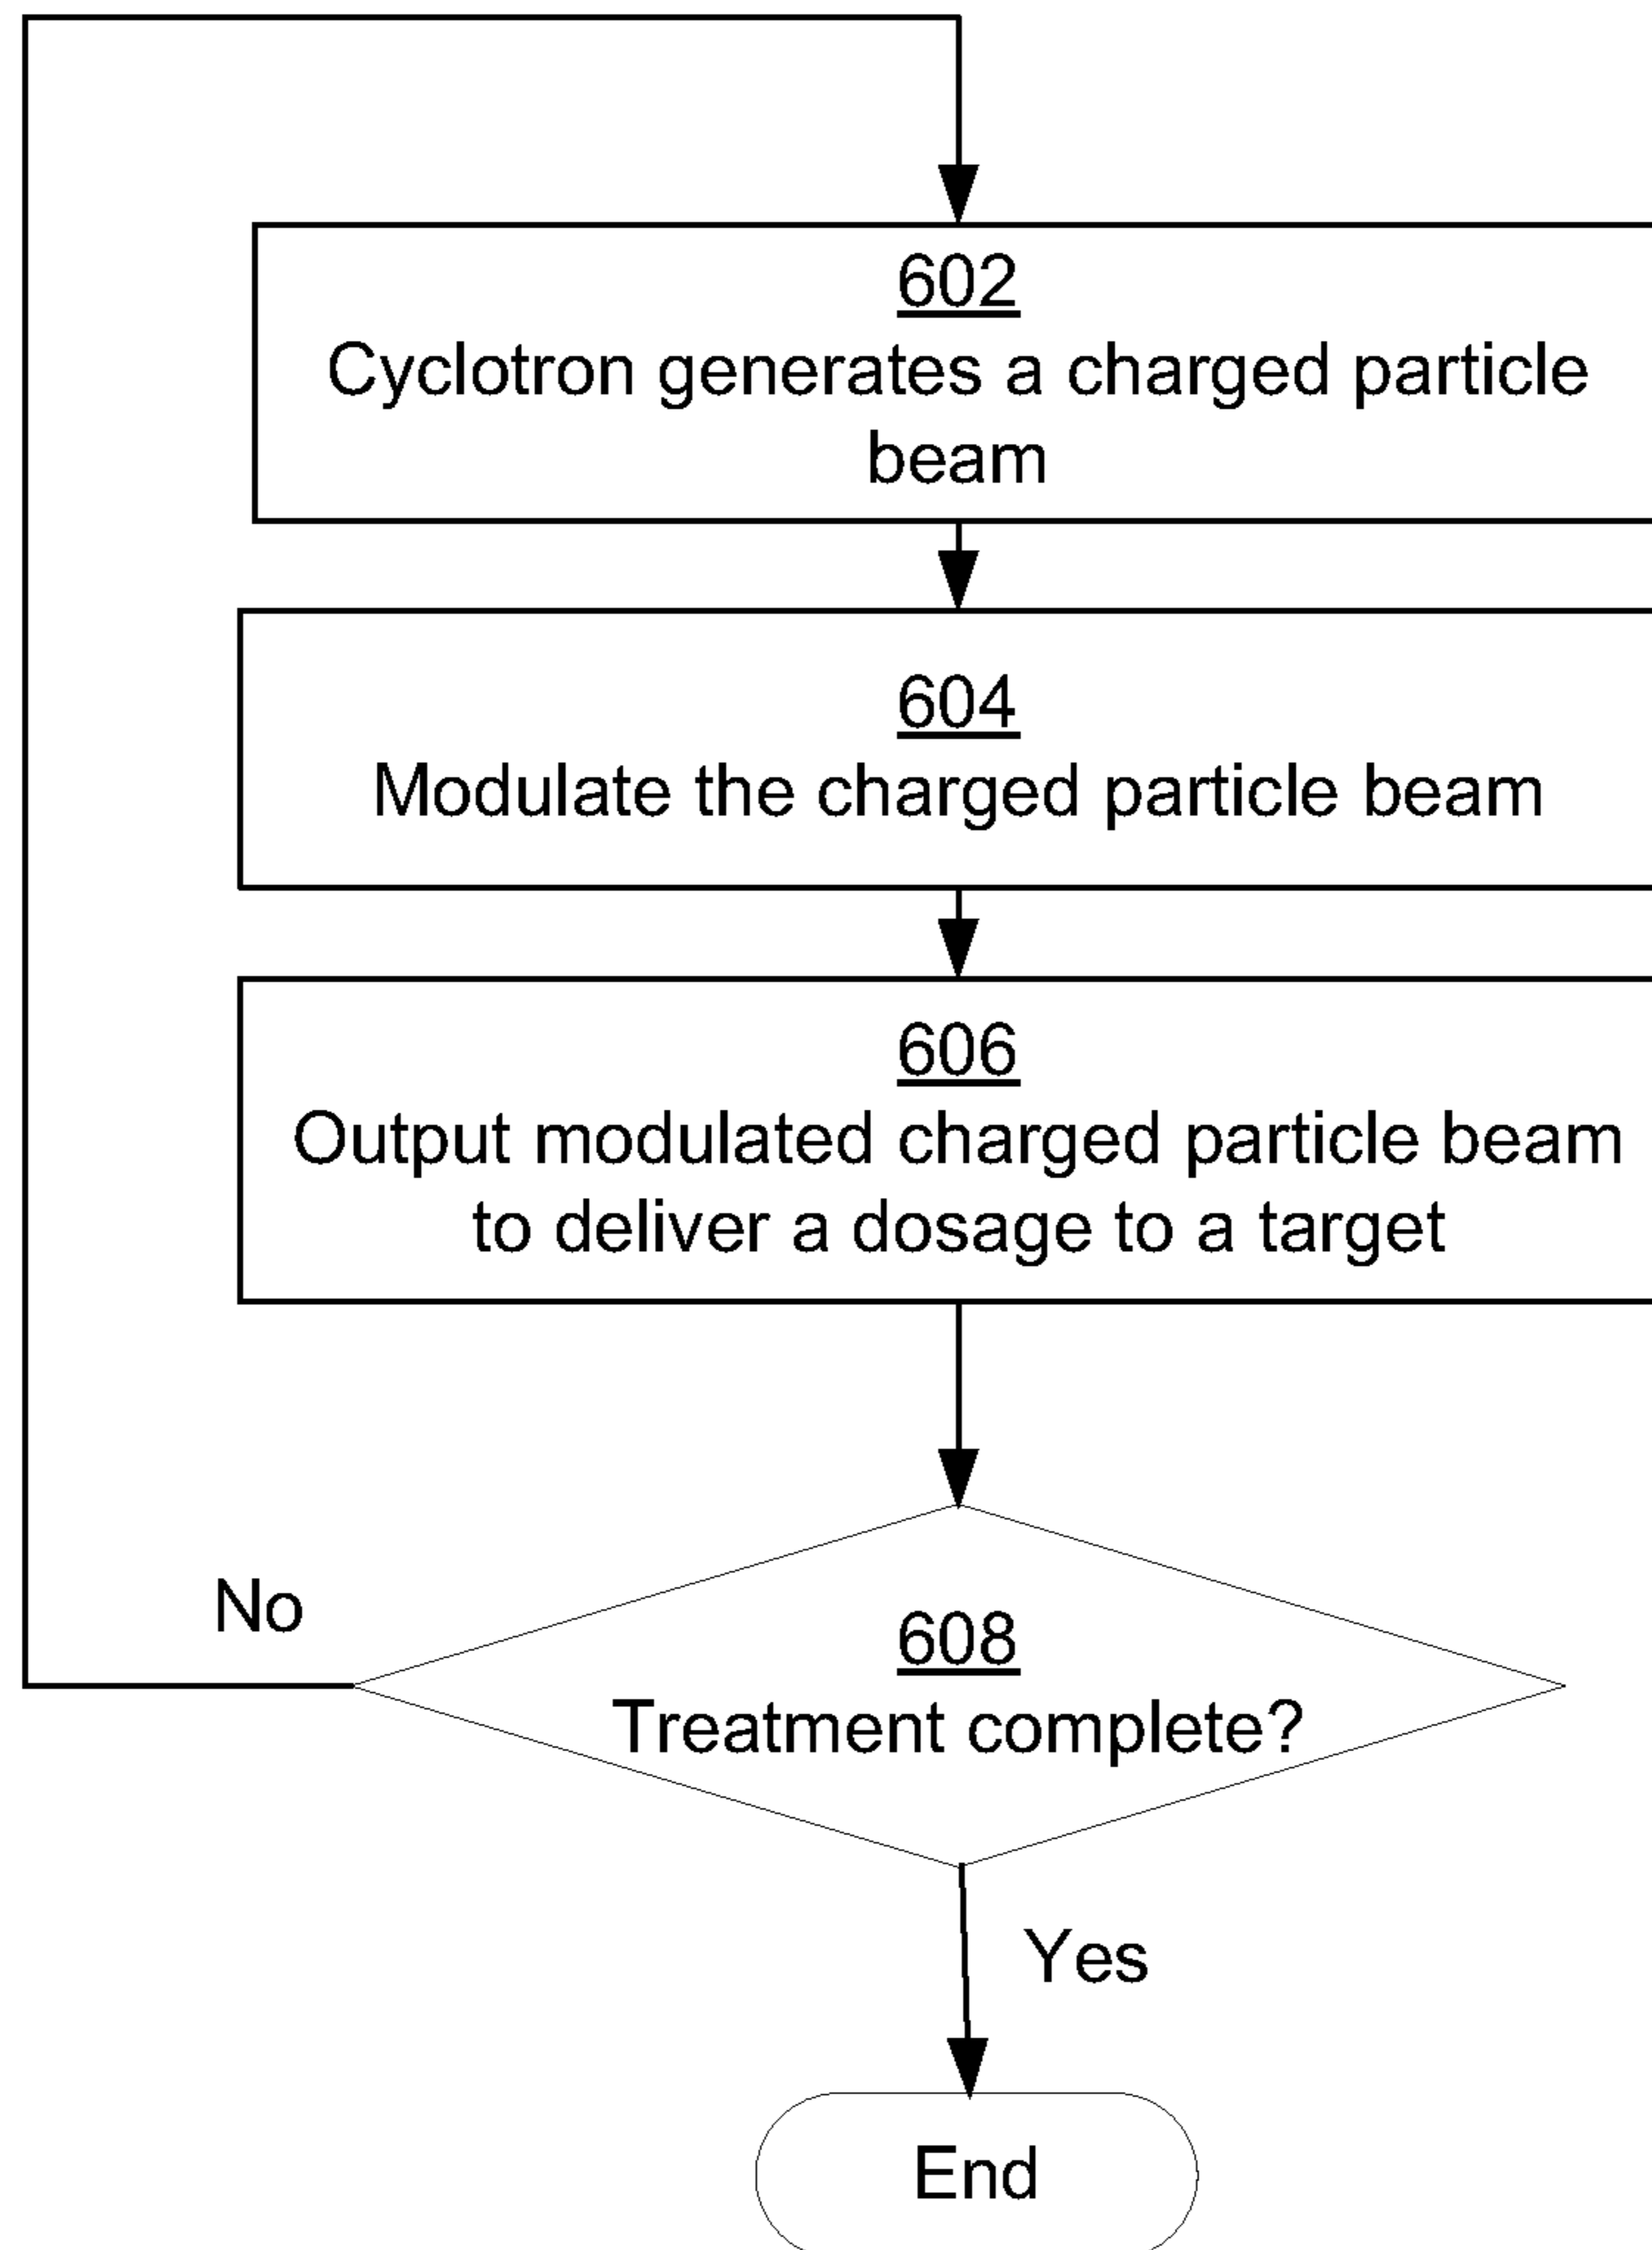 602
Cyclotron generates a charged particle
beam
604
Modulate the charged particle beam
606
Output modulated charged particle beam
to deliver a dosage to a target
No
608
Treatment complete?
Yes
End